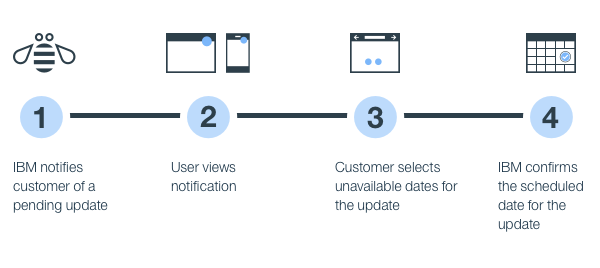 1
2
3
4
IBM notifies
customer of a
pending update
User views
notification
Customer selects
unavailable dates for
the update
IBM confirms
the scheduled
date for the
update